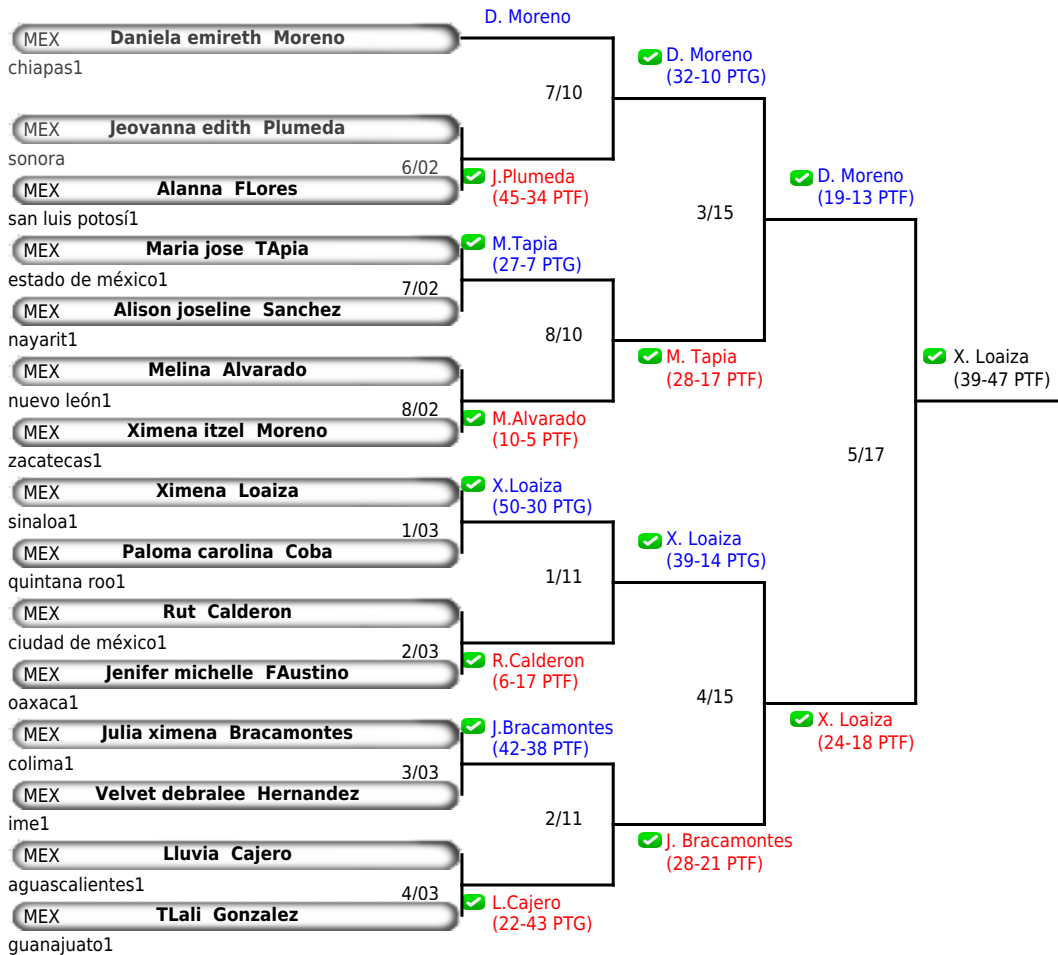 MEX Daniela emireth Moreno
chiapas1
MEX Jeovanna edith Plumeda
sonora
6/02
MEX Alanna FLores
san luis potosí1
MEX Maria jose TApia
estado de méxico1
7/02
MEX Alison joseline Sanchez
nayarit1
MEX Melina Alvarado
nuevo león1
8/02
MEX Ximena itzel Moreno
zacatecas1
MEX Ximena Loaiza
sinaloa1
1/03
MEX Paloma carolina Coba
quintana roo1
MEX Rut Calderon
ciudad de méxico1
2/03
MEX Jenifer michelle FAustino
oaxaca1
MEX Julia ximena Bracamontes
colima1
3/03
MEX Velvet debralee Hernandez
ime1
MEX Lluvia Cajero
aguascalientes1
4/03
MEX TLali Gonzalez
guanajuato1
D. Moreno
7/10
J.Plumeda
(45-34 PTF)
M.Tapia
(27-7 PTG)
8/10
M.Alvarado
(10-5 PTF)
X.Loaiza
(50-30 PTG)
1/11
R.Calderon
(6-17 PTF)
J.Bracamontes
(42-38 PTF)
2/11
L.Cajero
(22-43 PTG)
D. Moreno
(32-10 PTG)
3/15
M. Tapia
(28-17 PTF)
X. Loaiza
(39-14 PTG)
4/15
J. Bracamontes
(28-21 PTF)
D. Moreno
(19-13 PTF)
5/17
X. Loaiza
(24-18 PTF)
X. Loaiza
(39-47 PTF)